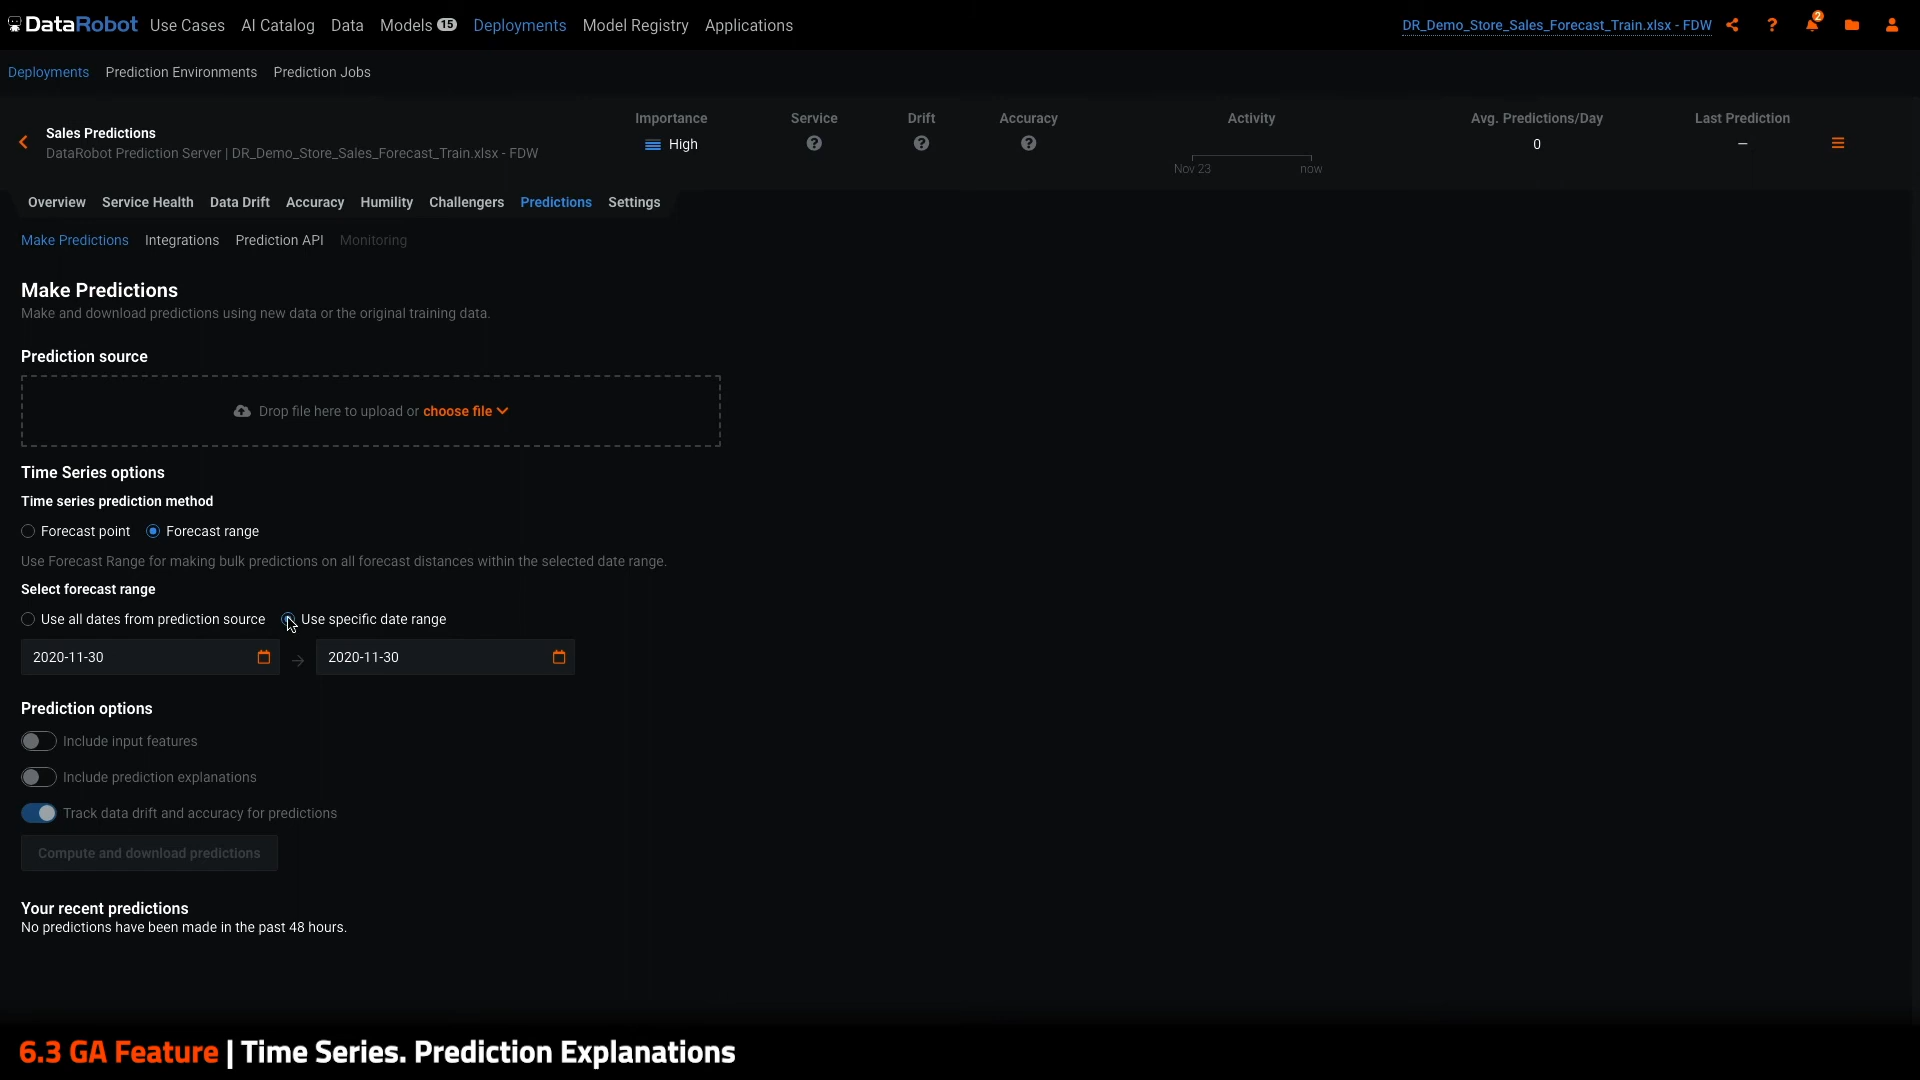 DataRobot Use Cases AI Catalog Data Models 15 Deployments Model Registry Applications DR_Demo_Store_Sales_Forecast_Train.xlsx - FDW ? 2
Deployments Prediction Environments Prediction Jobs
Importance Service Drift Accuracy Activity Avg. Predictions/Day Last Prediction
Sales Predictions
High ? ? ? 0 –
DataRobot Prediction Server | DR_Demo_Store_Sales_Forecast_Train.xlsx - FDW
Nov 23 now
Overview Service Health Data Drift Accuracy Humility Challengers Predictions Settings
Make Predictions Integrations Prediction API Monitoring
Make Predictions
Make and download predictions using new data or the original training data.
Prediction source
Drop file here to upload or choose file
Time Series options
Time series prediction method
Forecast point Forecast range
Use Forecast Range for making bulk predictions on all forecast distances within the selected date range.
Select forecast range
Use all dates from prediction source Use specific date range
2020-11-30 → 2020-11-30
Prediction options
Include input features
Include prediction explanations
Track data drift and accuracy for predictions
Compute and download predictions
Your recent predictions
No predictions have been made in the past 48 hours.
6.3 GA Feature | Time Series. Prediction Explanations